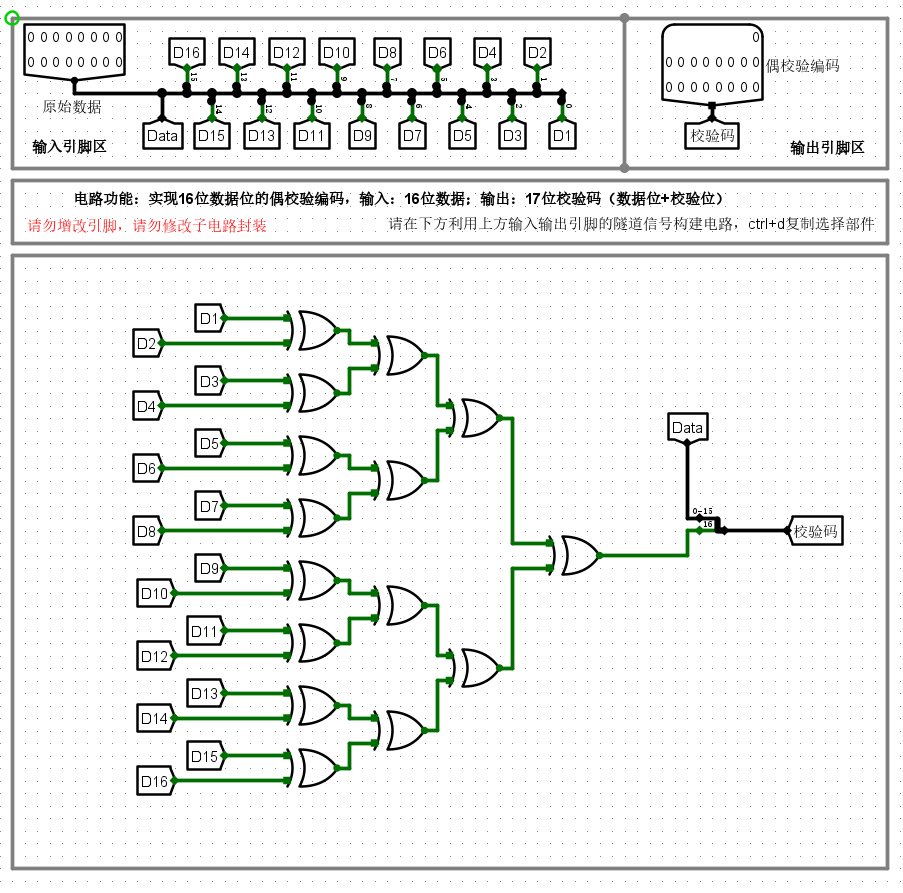 0 0 0 0 0 0 0 0
0 0 0 0 0 0 0 0
原始数据
输入引脚区
D16 D14 D12 D10 D8 D6 D4 D2
15 13 11 9 7 5 3 1
14 12 10 8 6 4 2 0
Data D15 D13 D11 D9 D7 D5 D3 D1
0
0 0 0 0 0 0 0 0
0 0 0 0 0 0 0 0
偶校验编码
校验码
输出引脚区
电路功能：实现16位数据位的偶校验编码，输入：16位数据；输出：17位校验码（数据位+校验位）
请勿增改引脚，请勿修改子电路封装
请在下方利用上方输入输出引脚的隧道信号构建电路，ctrl+d复制选择部件
D1
D2
D3
D4
D5
D6
D7
D8
D9
D10
D11
D12
D13
D14
D15
D16
Data
0-15
16
校验码